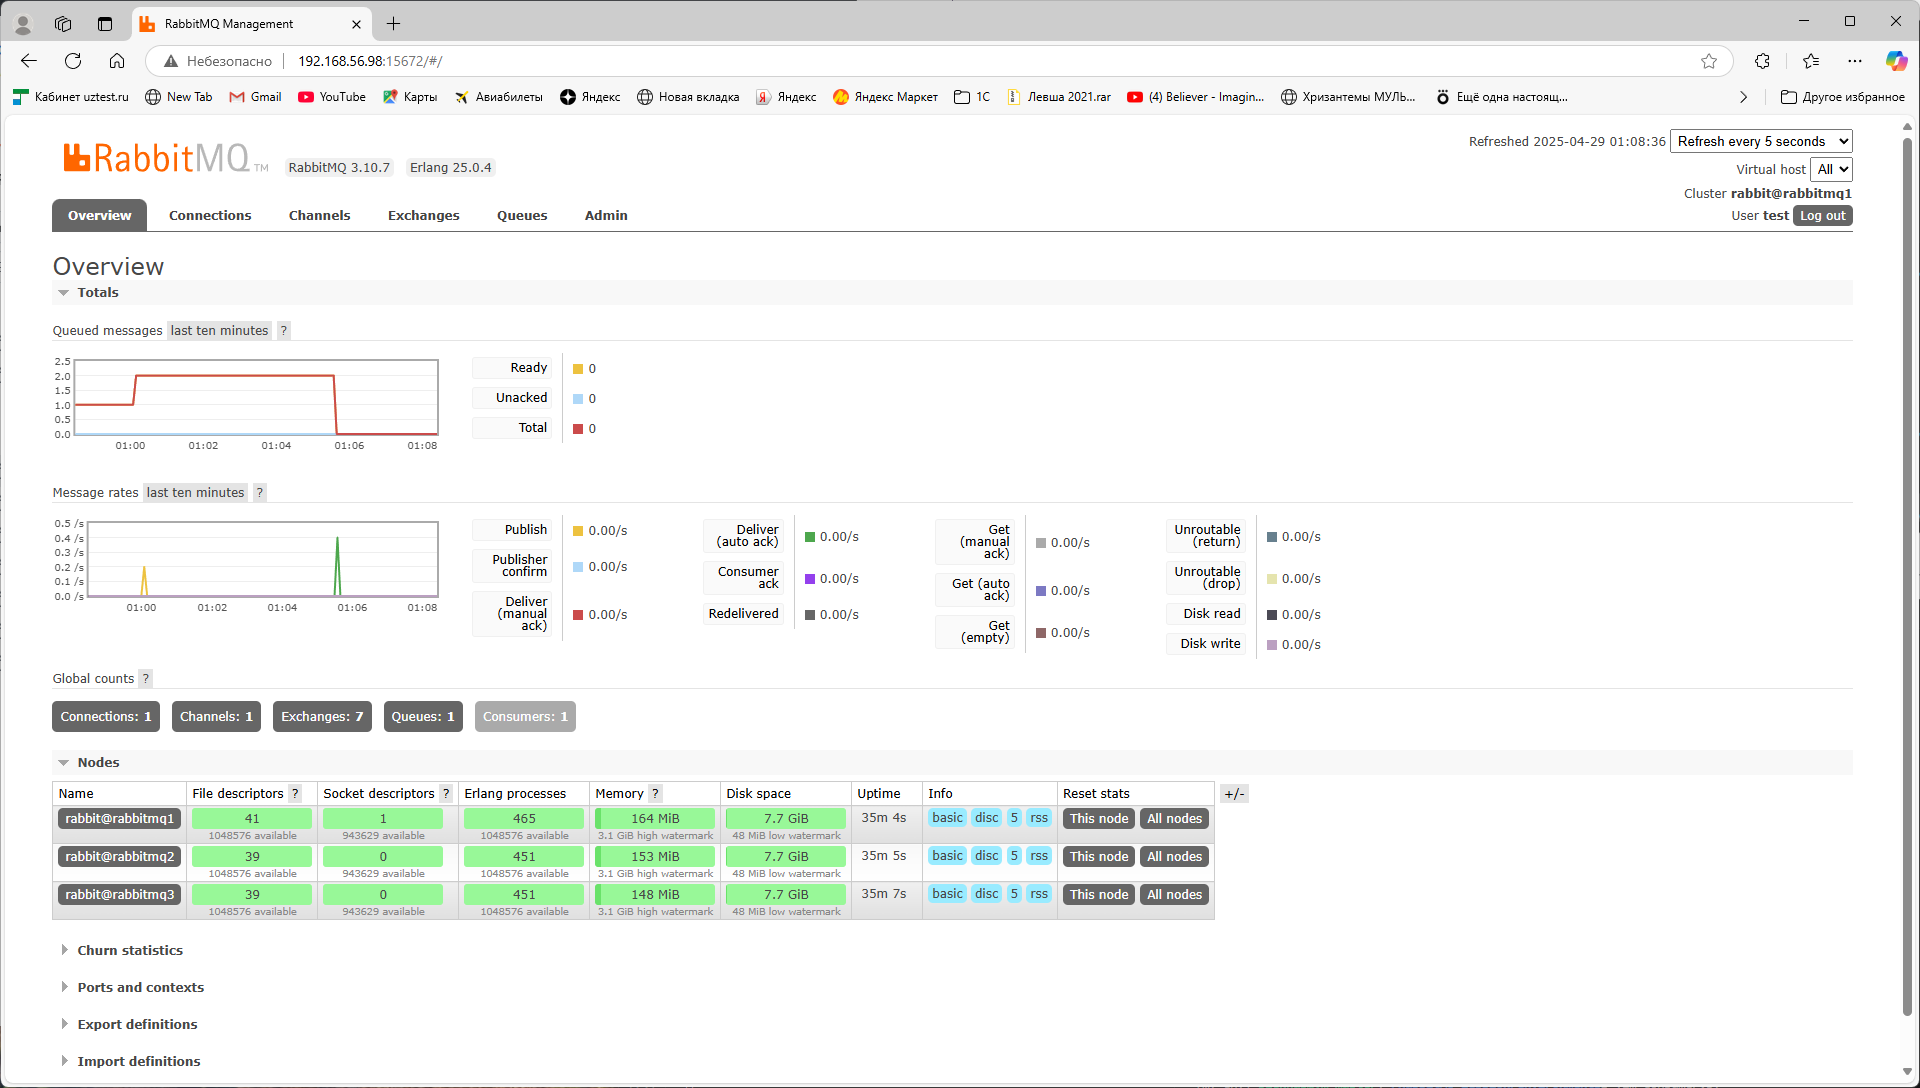 RabbitMQ Management
Небезопасно 192.168.56.98:15672/#/
Кабинет uztest.ru New Tab Gmail YouTube Карты Авиабилеты Яндекс Новая вкладка Яндекс Яндекс Маркет 1С Левша 2021.rar (4) Believer - Imagin... Хризантемы МУЛЬ... Ещё одна настоящ... Другое избранное
Refreshed 2025-04-29 01:08:36 Refresh every 5 seconds
RabbitMQ TM RabbitMQ 3.10.7 Erlang 25.0.4
Virtual host All
Cluster rabbit@rabbitmq1
User test Log out
Overview Connections Channels Exchanges Queues Admin
Overview
Totals
Queued messages last ten minutes ?
2.5
2.0
1.5
1.0
0.5
0.0
01:00 01:02 01:04 01:06 01:08
Ready 0
Unacked 0
Total 0
Message rates last ten minutes ?
0.5 /s
0.4 /s
0.3 /s
0.2 /s
0.1 /s
0.0 /s
01:00 01:02 01:04 01:06 01:08
Publish 0.00/s
Publisher confirm 0.00/s
Deliver (manual ack) 0.00/s
Deliver (auto ack) 0.00/s
Consumer ack 0.00/s
Redelivered 0.00/s
Get (manual ack) 0.00/s
Get (auto ack) 0.00/s
Get (empty) 0.00/s
Unroutable (return) 0.00/s
Unroutable (drop) 0.00/s
Disk read 0.00/s
Disk write 0.00/s
Global counts ?
Connections: 1 Channels: 1 Exchanges: 7 Queues: 1 Consumers: 1
Nodes
Name File descriptors ? Socket descriptors ? Erlang processes Memory ? Disk space Uptime Info Reset stats +/-
rabbit@rabbitmq1 41 1 465 164 MiB 7.7 GiB 35m 4s basic disc 5 rss This node All nodes
1048576 available 943629 available 1048576 available 3.1 GiB high watermark 48 MiB low watermark
rabbit@rabbitmq2 39 0 451 153 MiB 7.7 GiB 35m 5s basic disc 5 rss This node All nodes
1048576 available 943629 available 1048576 available 3.1 GiB high watermark 48 MiB low watermark
rabbit@rabbitmq3 39 0 451 148 MiB 7.7 GiB 35m 7s basic disc 5 rss This node All nodes
1048576 available 943629 available 1048576 available 3.1 GiB high watermark 48 MiB low watermark
Churn statistics
Ports and contexts
Export definitions
Import definitions